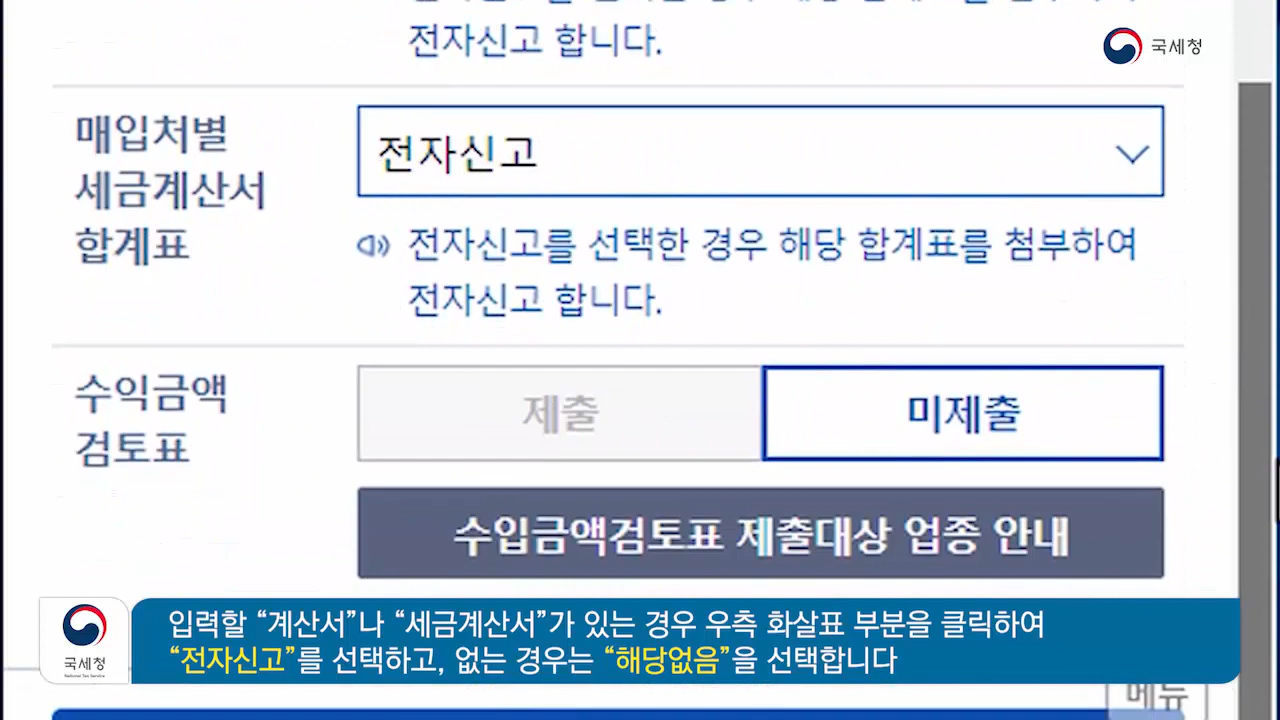 전자신고 합니다.
국세청
매입처별
세금계산서
합계표
전자신고
전자신고를 선택한 경우 해당 합계표를 첨부하여
전자신고 합니다.
수익금액
검토표
제출
미제출
수입금액검토표 제출대상 업종 안내
입력할 “계산서”나 “세금계산서”가 있는 경우 우측 화살표 부분을 클릭하여
“전자신고”를 선택하고, 없는 경우는 “해당없음”을 선택합니다
국세청
National Tax Service
메뉴